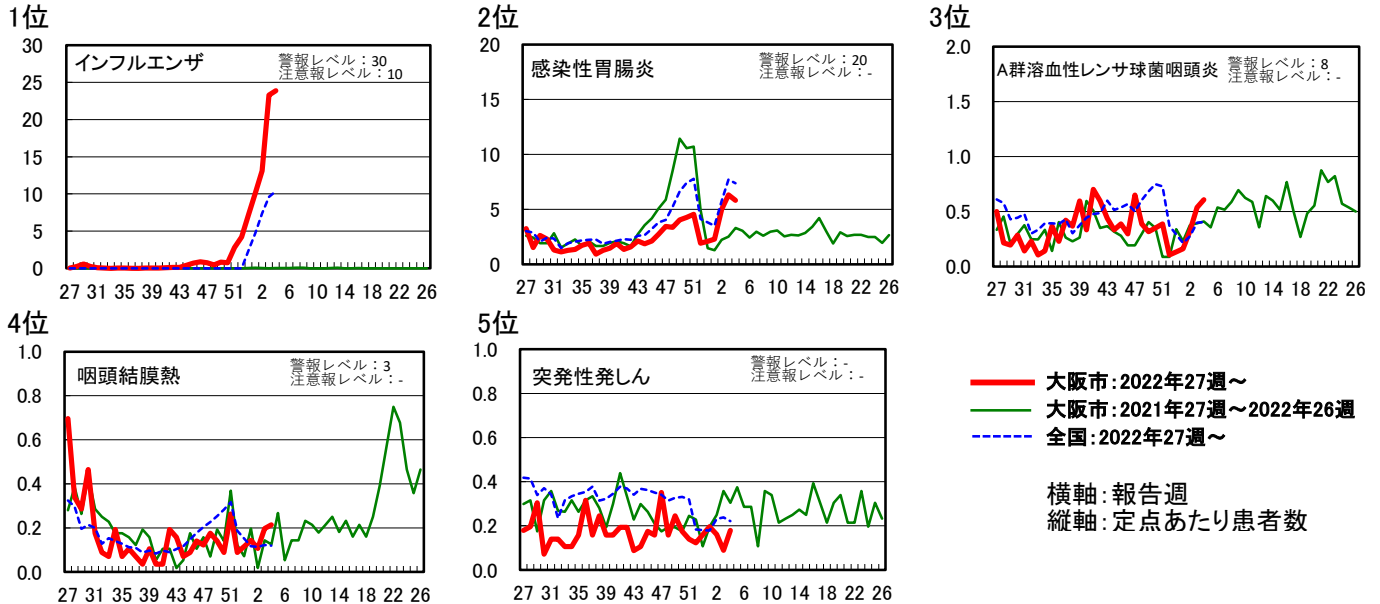 1位
インフルエンザ
警報レベル：30
注意報レベル：10
30
25
20
15
10
5
0
27 31 35 39 43 47 51 2 6 10 14 18 22 26
2位
感染性胃腸炎
警報レベル：20
注意報レベル：-
20
15
10
5
0
27 31 35 39 43 47 51 2 6 10 14 18 22 26
3位
A群溶血性レンサ球菌咽頭炎
警報レベル：8
注意報レベル：-
2.0
1.5
1.0
0.5
0.0
27 31 35 39 43 47 51 2 6 10 14 18 22 26
4位
咽頭結膜熱
警報レベル：3
注意報レベル：-
1.0
0.8
0.6
0.4
0.2
0.0
27 31 35 39 43 47 51 2 6 10 14 18 22 26
5位
突発性発しん
警報レベル：-
注意報レベル：-
1.0
0.8
0.6
0.4
0.2
0.0
27 31 35 39 43 47 51 2 6 10 14 18 22 26
大阪市：2022年27週～
大阪市：2021年27週～2022年26週
全国：2022年27週～
横軸：報告週
縦軸：定点あたり患者数